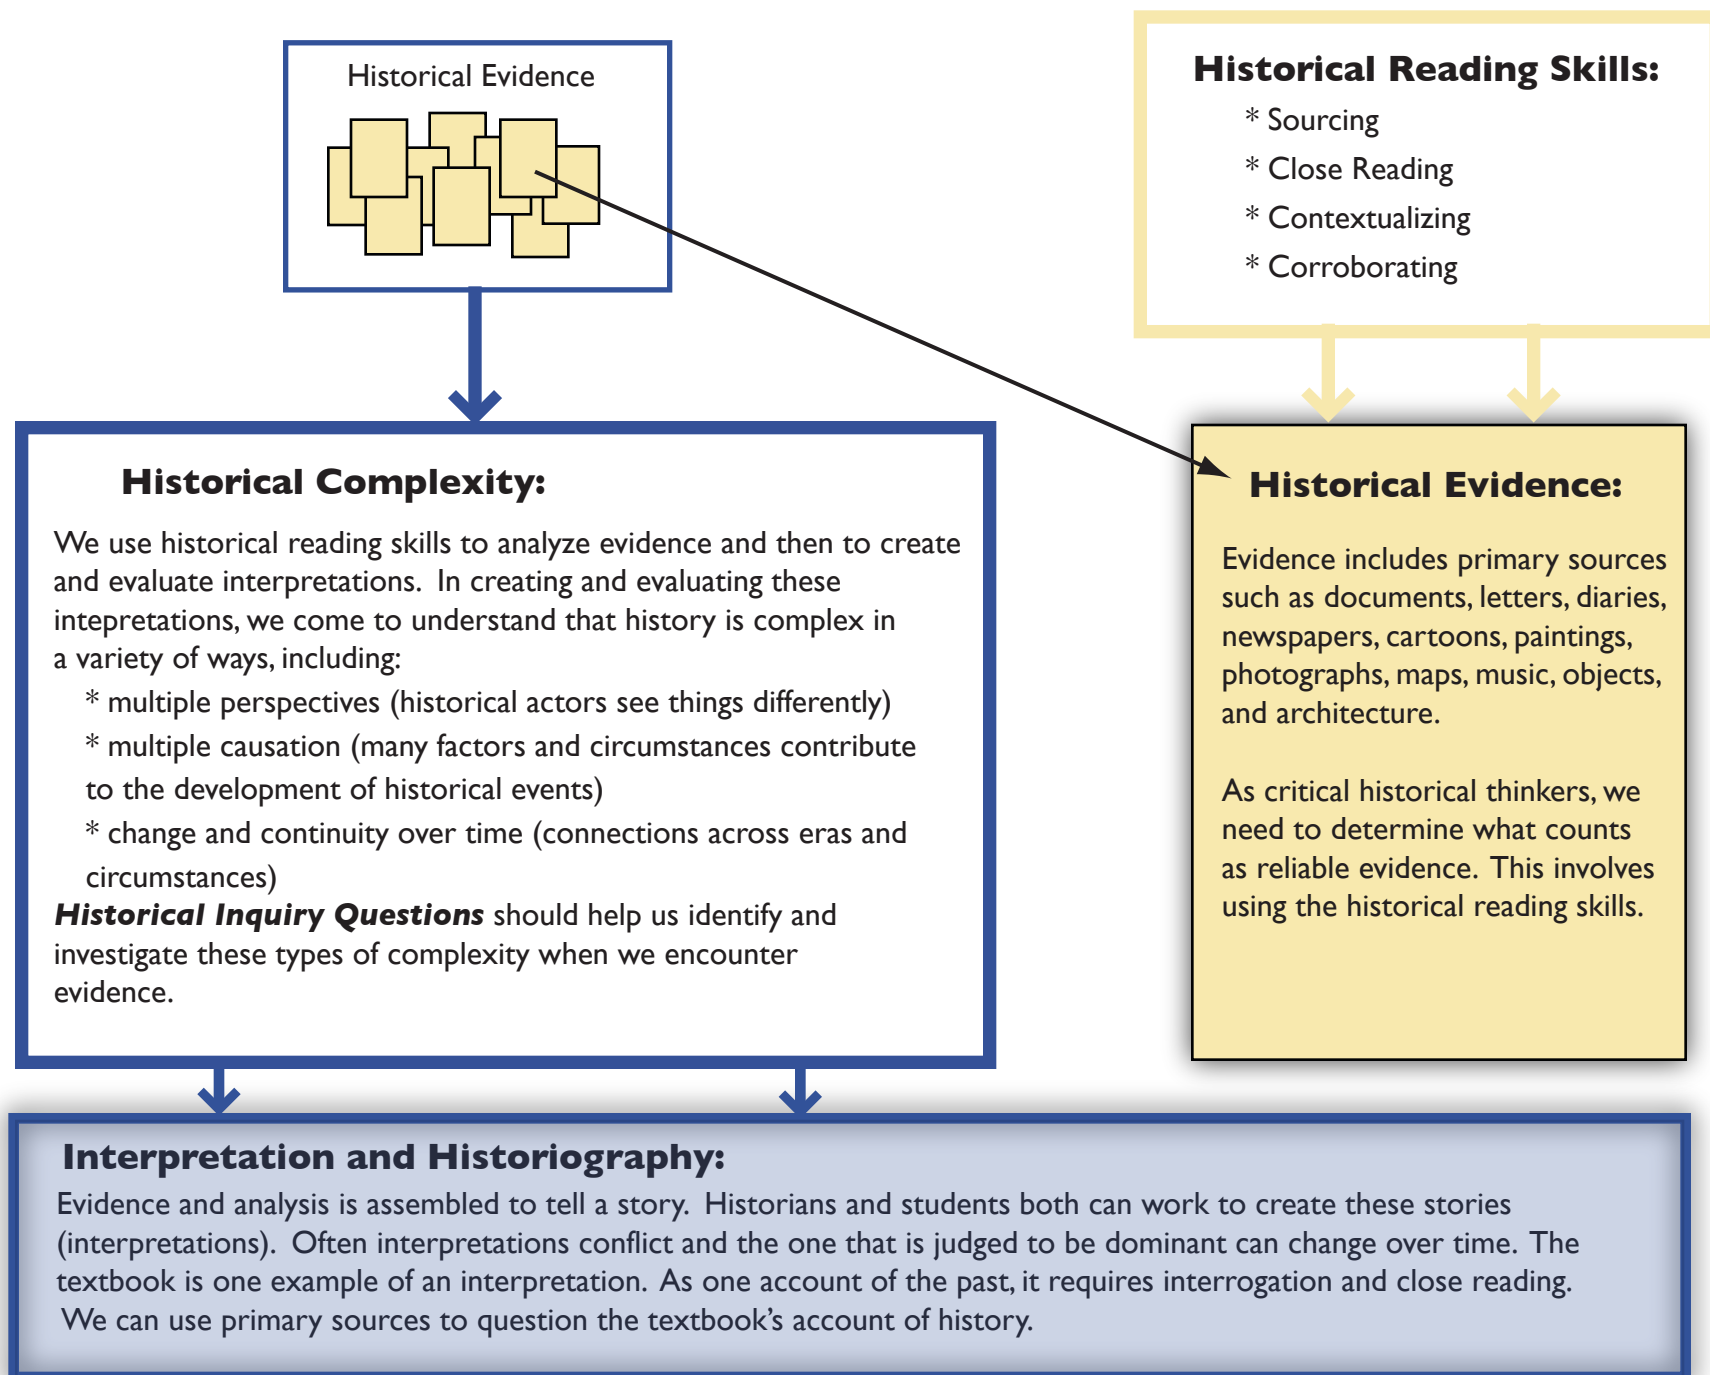 Historical Evidence
Historical Reading Skills:
* Sourcing
* Close Reading
* Contextualizing
* Corroborating
Historical Complexity:
We use historical reading skills to analyze evidence and then to create
and evaluate interpretations. In creating and evaluating these
intepretations, we come to understand that history is complex in
a variety of ways, including:
* multiple perspectives (historical actors see things differently)
* multiple causation (many factors and circumstances contribute
to the development of historical events)
* change and continuity over time (connections across eras and
circumstances)
Historical Inquiry Questions should help us identify and
investigate these types of complexity when we encounter
evidence.
Historical Evidence:
Evidence includes primary sources
such as documents, letters, diaries,
newspapers, cartoons, paintings,
photographs, maps, music, objects,
and architecture.
As critical historical thinkers, we
need to determine what counts
as reliable evidence. This involves
using the historical reading skills.
Interpretation and Historiography:
Evidence and analysis is assembled to tell a story. Historians and students both can work to create these stories
(interpretations). Often interpretations conflict and the one that is judged to be dominant can change over time. The
textbook is one example of an interpretation. As one account of the past, it requires interrogation and close reading.
We can use primary sources to question the textbook's account of history.